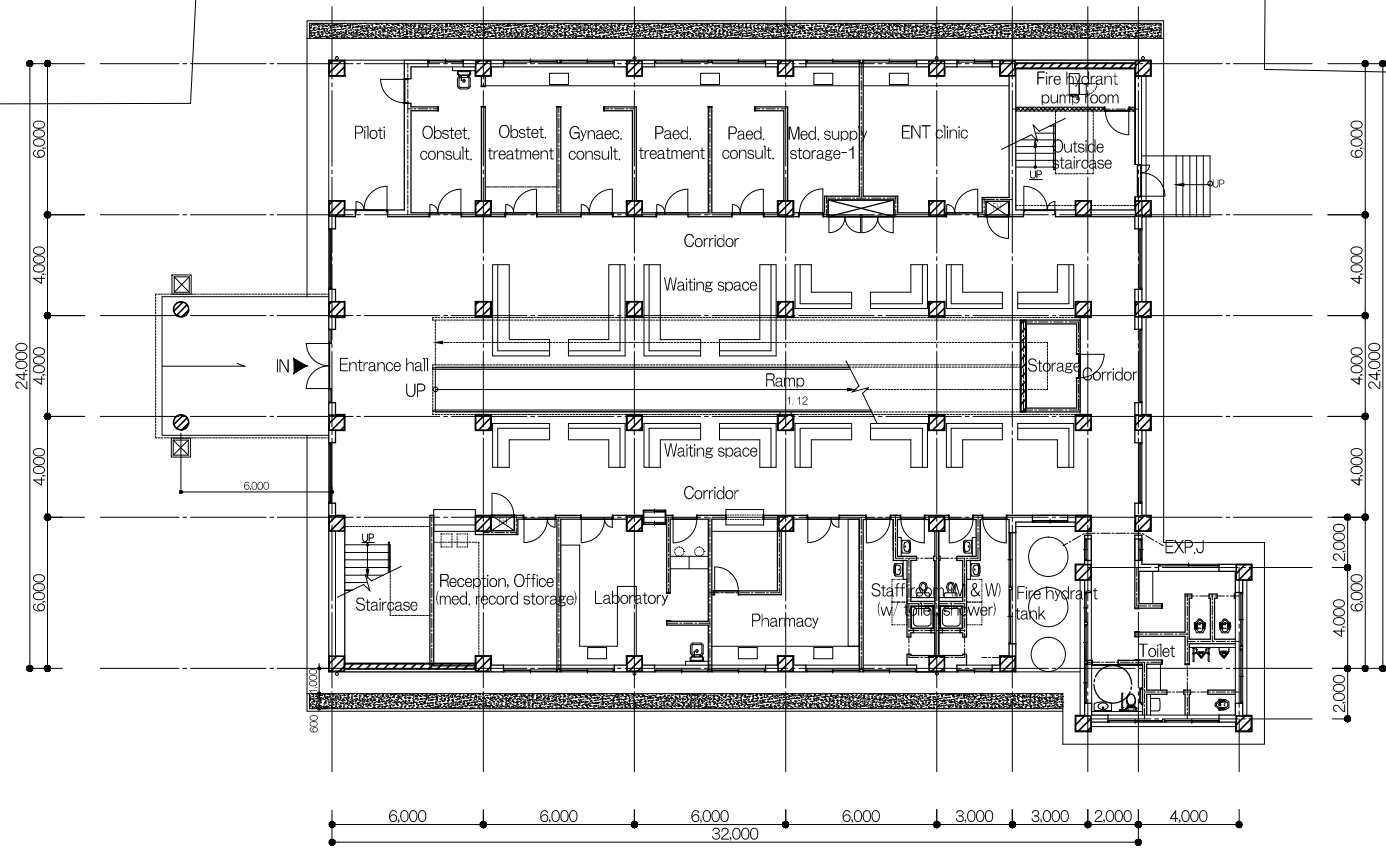 Fire hydrant
pump room
Piloti
Obstet.
consult.
Obstet.
treatment
Gynaec.
consult.
Paed.
treatment
Paed.
consult.
Med. supply
storage-1
ENT clinic
Outside
staircase
UP
UP
6,000
4,000
4,000
4,000
6,000
24,000
6,000
4,000
4,000
4,000
24,000
2,000
4,000
6,000
2,000
Corridor
Waiting space
IN
Entrance hall
UP
Ramp
1/12
Storage
Corridor
Waiting space
Corridor
6.000
UP
Staircase
Reception, Office
(med. record storage)
Laboratory
Pharmacy
Staff room (M & W)
(w/ toilet, shower)
Fire hydrant
tank
EXP.J
Toilet
1,000
600
6,000
6,000
6,000
6,000
3,000
3,000
2,000
4,000
32,000